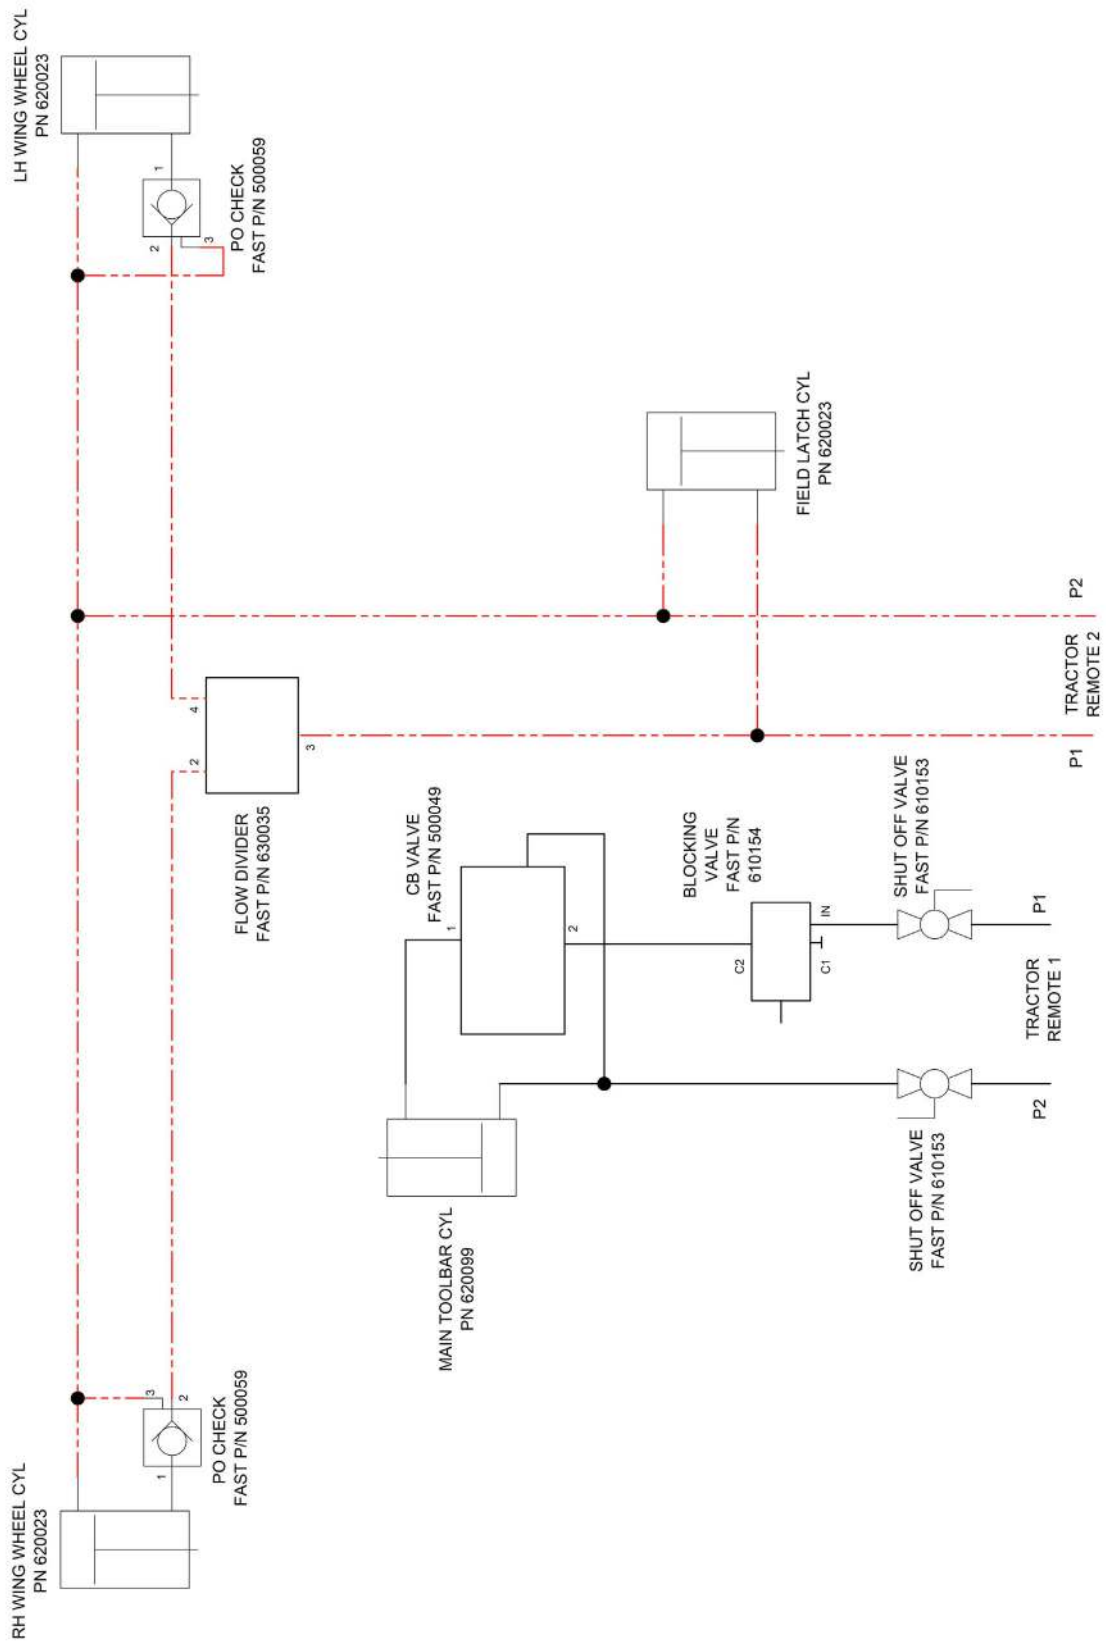 LH WING WHEEL CYL
PN 620023
1
2
3
PO CHECK
FAST P/N 500059
FIELD LATCH CYL
PN 620023
P2
TRACTOR
REMOTE 2
P1
4
2
3
FLOW DIVIDER
FAST P/N 630035
CB VALVE
FAST P/N 500049
1
2
BLOCKING
VALVE
FAST P/N
610154
C2
IN
C1
SHUT OFF VALVE
FAST P/N 610153
P1
TRACTOR
REMOTE 1
P2
SHUT OFF VALVE
FAST P/N 610153
MAIN TOOLBAR CYL
PN 620099
3
2
1
PO CHECK
FAST P/N 500059
RH WING WHEEL CYL
PN 620023